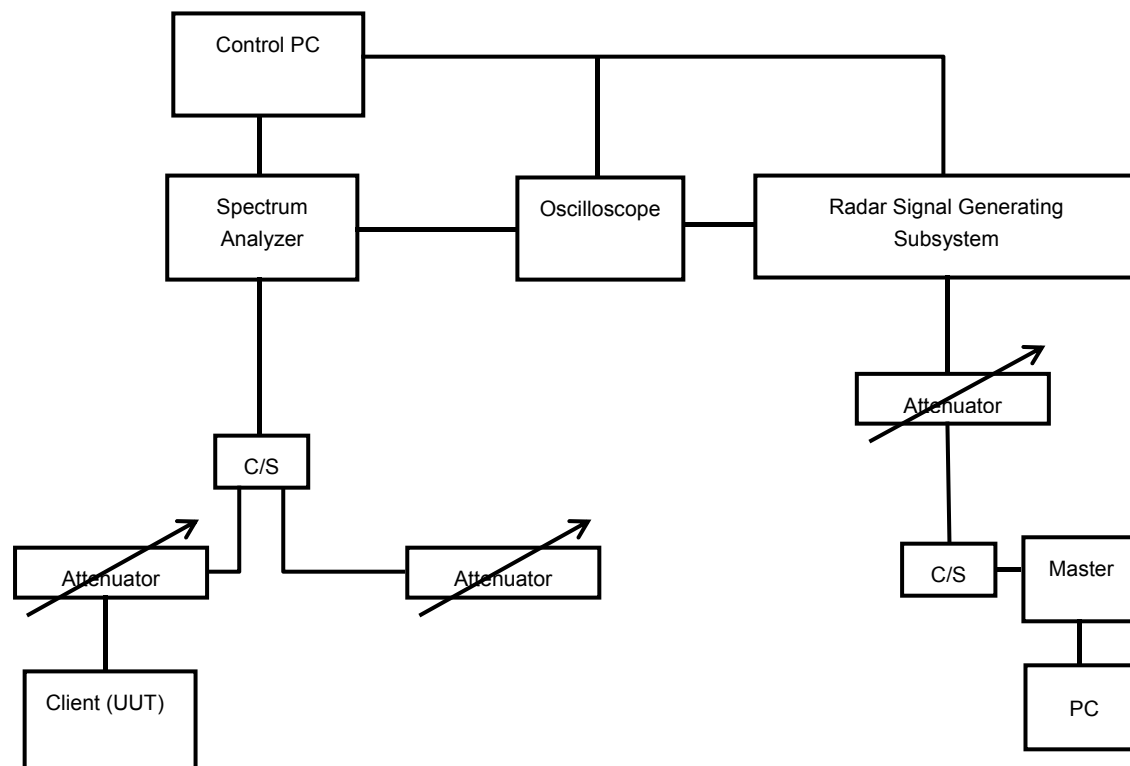 Control PC
Spectrum
Analyzer
Oscilloscope
Radar Signal Generating
Subsystem
Attenuator
C/S
Attenuator
Attenuator
C/S
Master
Client (UUT)
PC